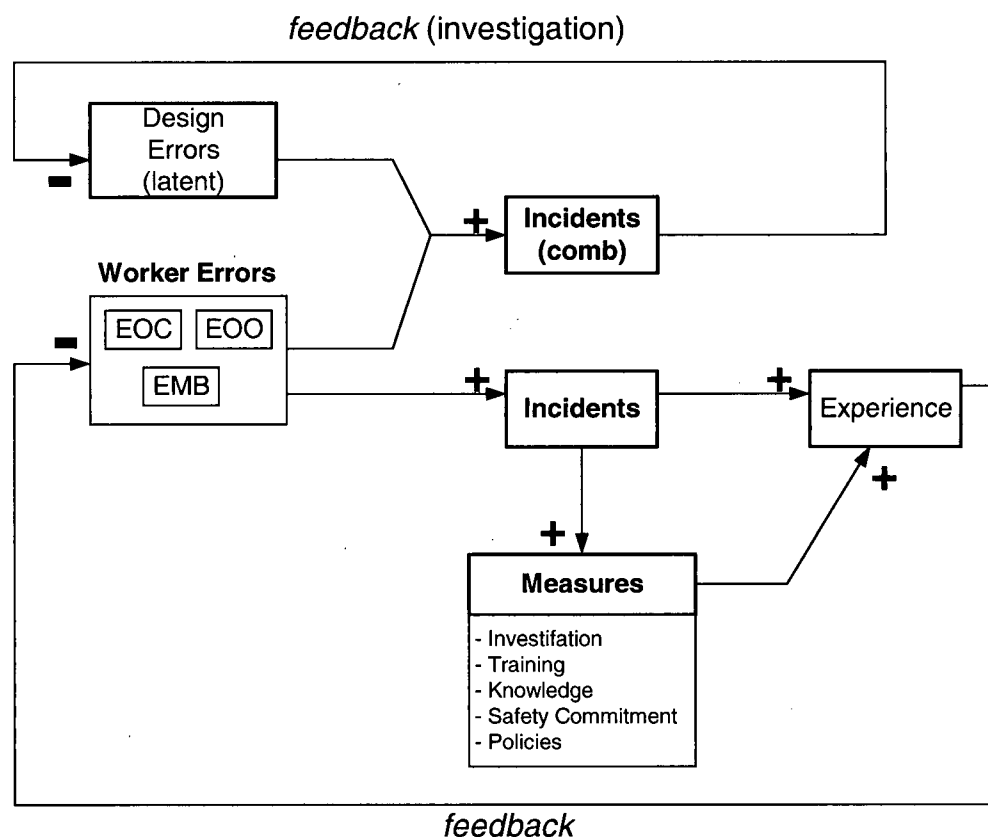 feedback (investigation)
Design
Errors
(latent)
-
+
Incidents
(comb)
Worker Errors
-
EOC
EOO
EMB
+
Incidents
+
Experience
+
+
Measures
- Investifation
- Training
- Knowledge
- Safety Commitment
- Policies
feedback